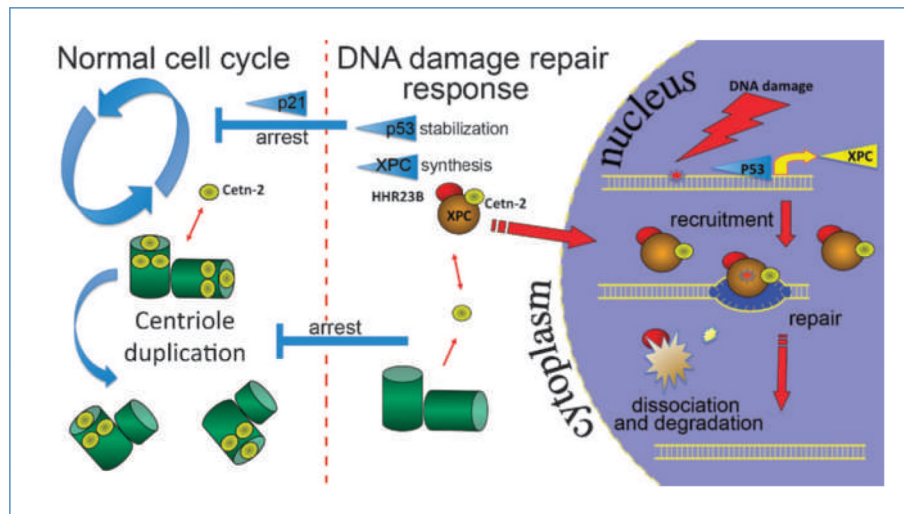 Normal cell cycle
DNA damage repair
response
p21
arrest
p53 stabilization
XPC synthesis
HHR23B
Cetn-2
XPC
Cetn-2
Centriole
duplication
arrest
cytoplasm
nucleus
DNA damage
P53
XPC
recruitment
repair
dissociation
and degradation